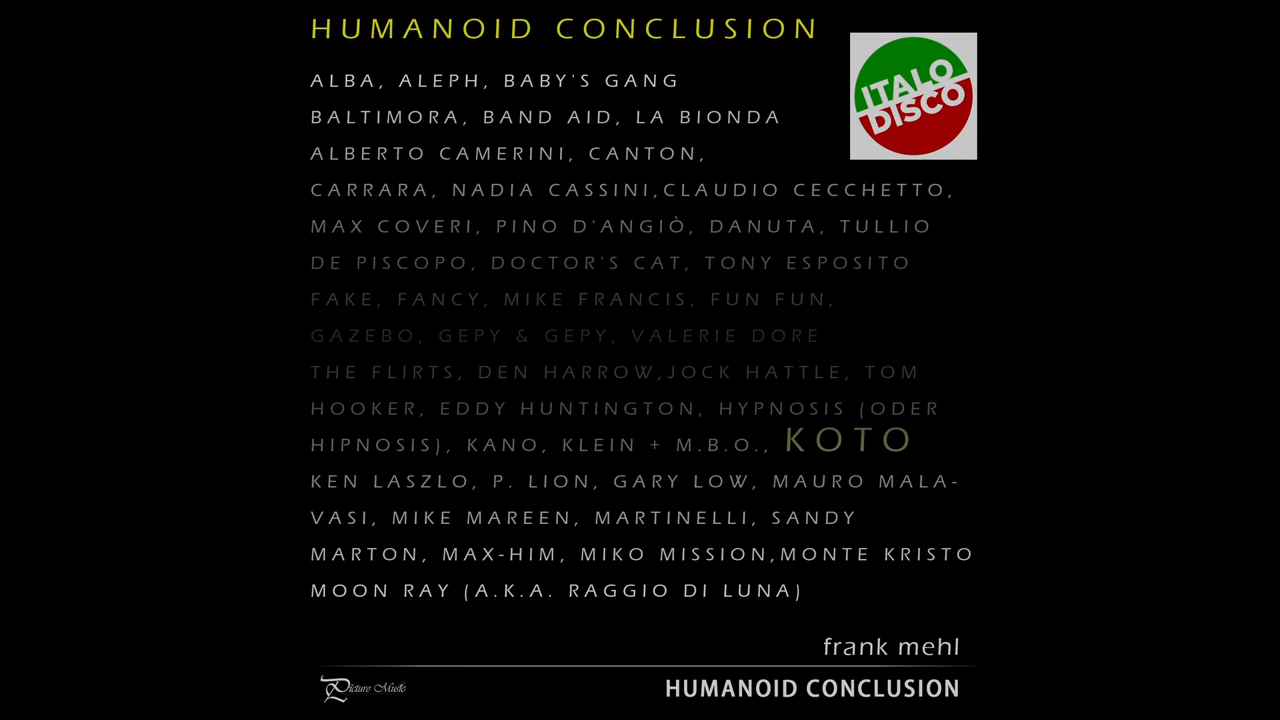 HUMANOID CONCLUSION
ITALO
DISCO
ALBA, ALEPH, BABY'S GANG
BALTIMORA, BAND AID, LA BIONDA
ALBERTO CAMERINI, CANTON,
CARRARA, NADIA CASSINI,CLAUDIO CECCHETTO,
MAX COVERI, PINO D'ANGIÒ, DANUTA, TULLIO
DE PISCOPO, DOCTOR'S CAT, TONY ESPOSITO
FAKE, FANCY, MIKE FRANCIS, FUN FUN,
GAZEBO, GEPY & GEPY, VALERIE DORE
THE FLIRTS, DEN HARROW,JOCK HATTLE, TOM
HOOKER, EDDY HUNTINGTON, HYPNOSIS (ODER
HIPNOSIS), KANO, KLEIN + M.B.O., KOTO
KEN LASZLO, P. LION, GARY LOW, MAURO MALA-
VASI, MIKE MAREEN, MARTINELLI, SANDY
MARTON, MAX-HIM, MIKO MISSION,MONTE KRISTO
MOON RAY (A.K.A. RAGGIO DI LUNA)
frank mehl
Picture Music
HUMANOID CONCLUSION